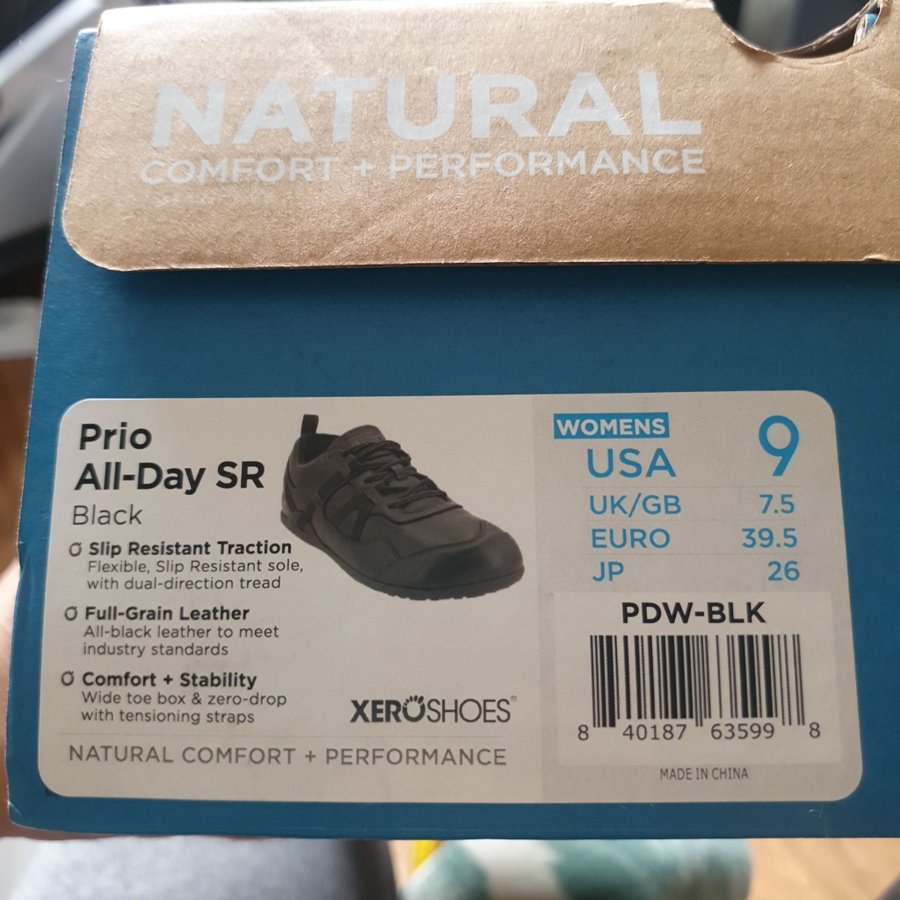 NATURAL
COMFORT + PERFORMANCE
Prio
All-Day SR
Black
Slip Resistant Traction
Flexible, Slip Resistant sole,
with dual-direction tread
Full-Grain Leather
All-black leather to meet
industry standards
Comfort + Stability
Wide toe box & zero-drop
with tensioning straps
XEROSHOES®
NATURAL COMFORT + PERFORMANCE
WOMENS
USA 9
UK/GB 7.5
EURO 39.5
JP 26
PDW-BLK
8 40187 63599 8
MADE IN CHINA